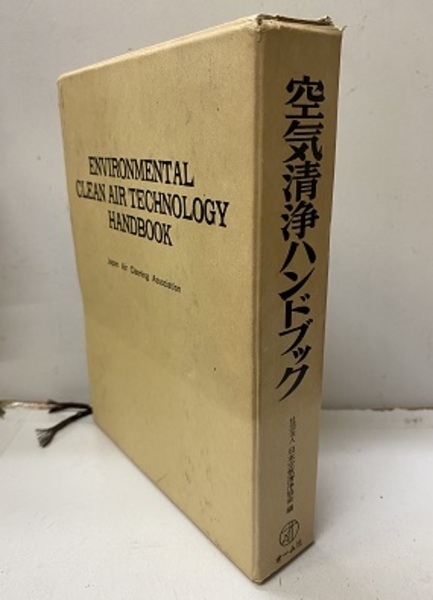 ENVIRONMENTAL
CLEAN AIR TECHNOLOGY
HANDBOOK
Japan Air Cleaning Association
空気清浄ハンドブック
社団法人 日本空気清浄協会 編
オーム社